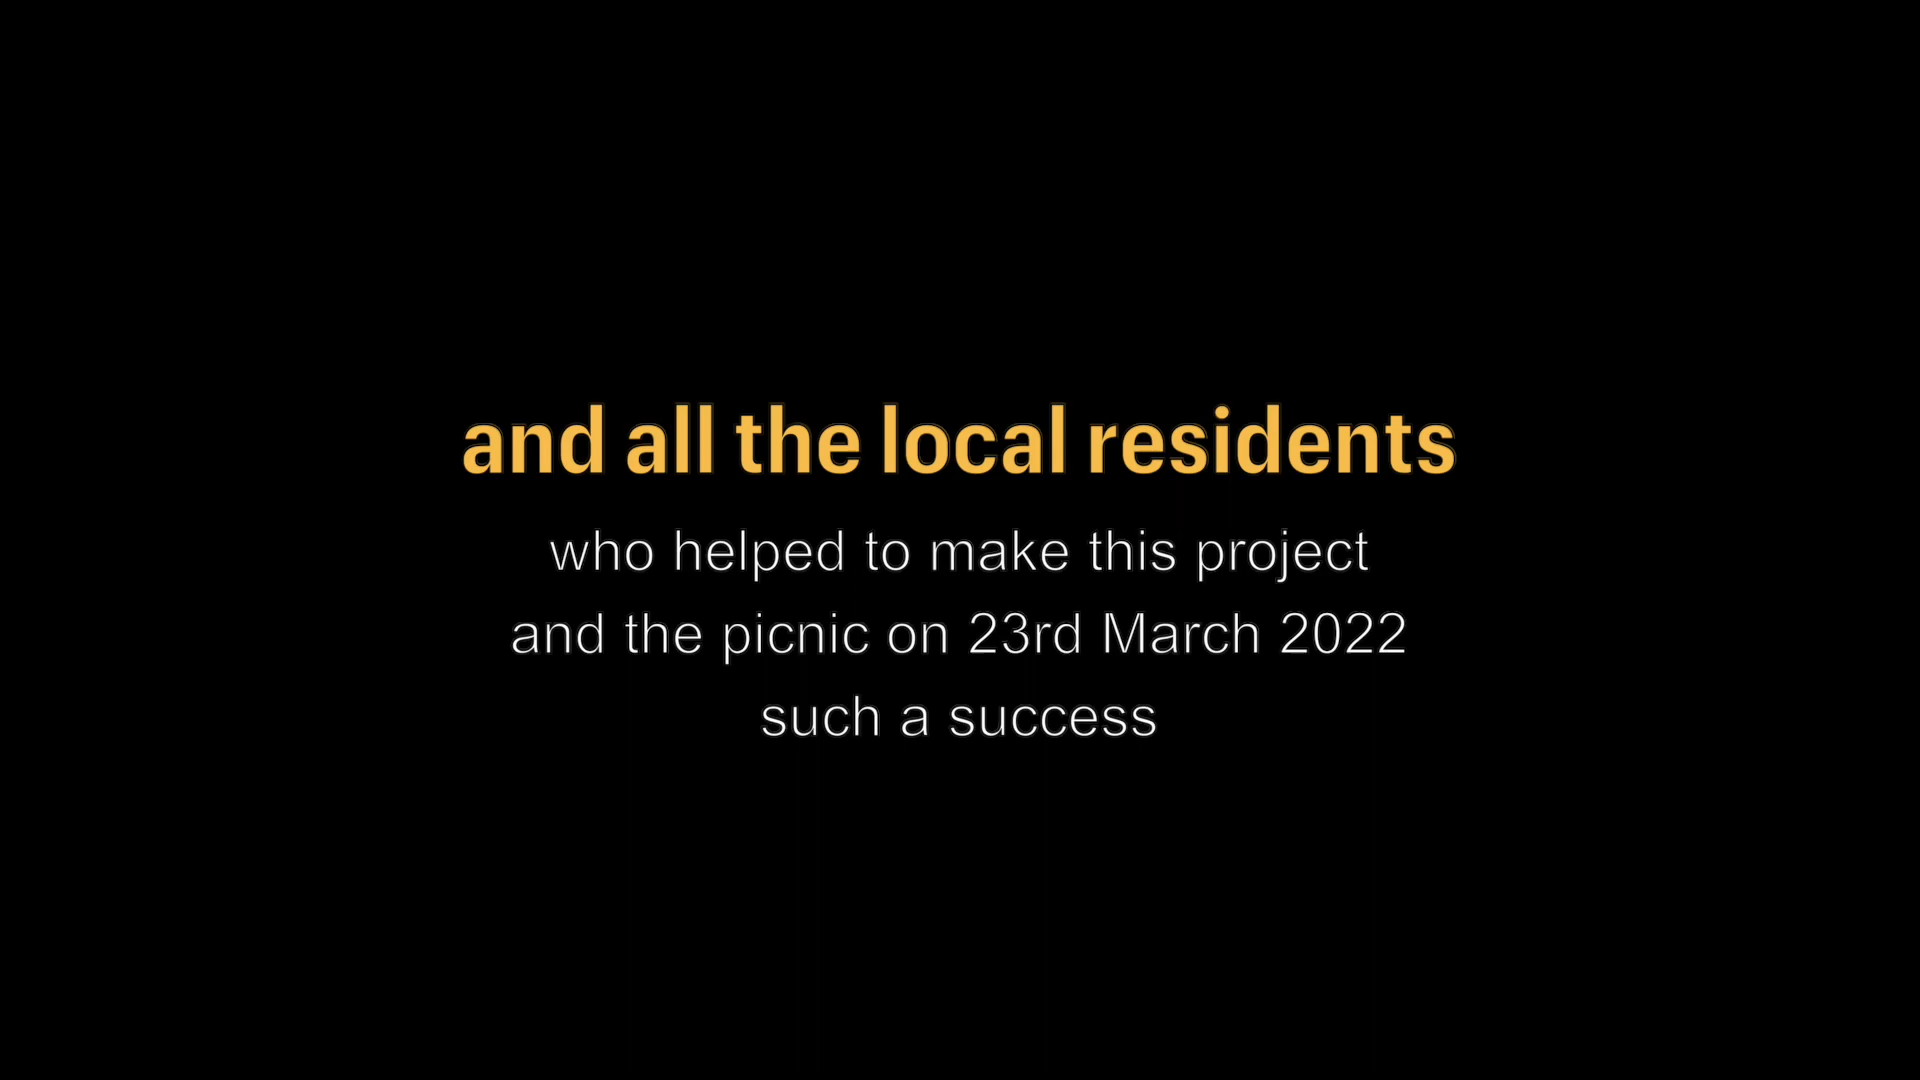 and all the local residents
who helped to make this project
and the picnic on 23rd March 2022
such a success